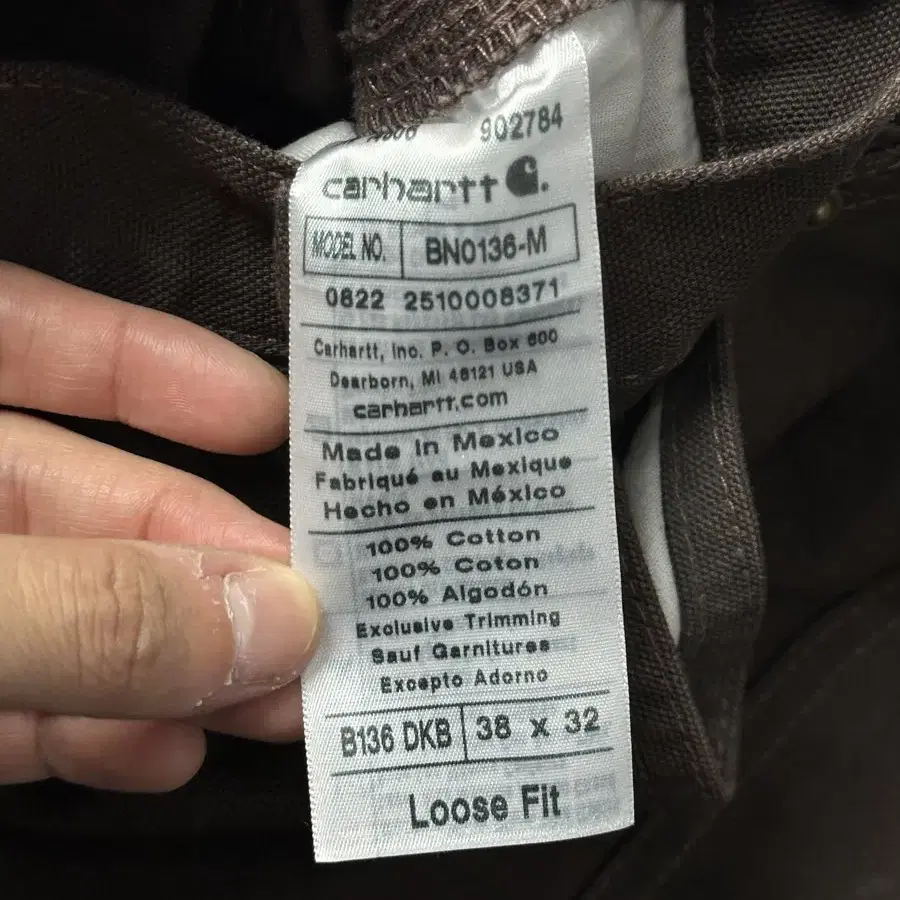 902784
carhartt
MODEL NO. BN0136-M
0822 2510008371
Carhartt, Inc. P. O. Box 600
Dearborn, MI 48121 USA
carhartt.com
Made in Mexico
Fabriqué au Mexique
Hecho en México
100% Cotton
100% Coton
100% Algodón
Exclusive Trimming
Sauf Garnitures
Excepto Adorno
B136 DKB 38 x 32
Loose Fit